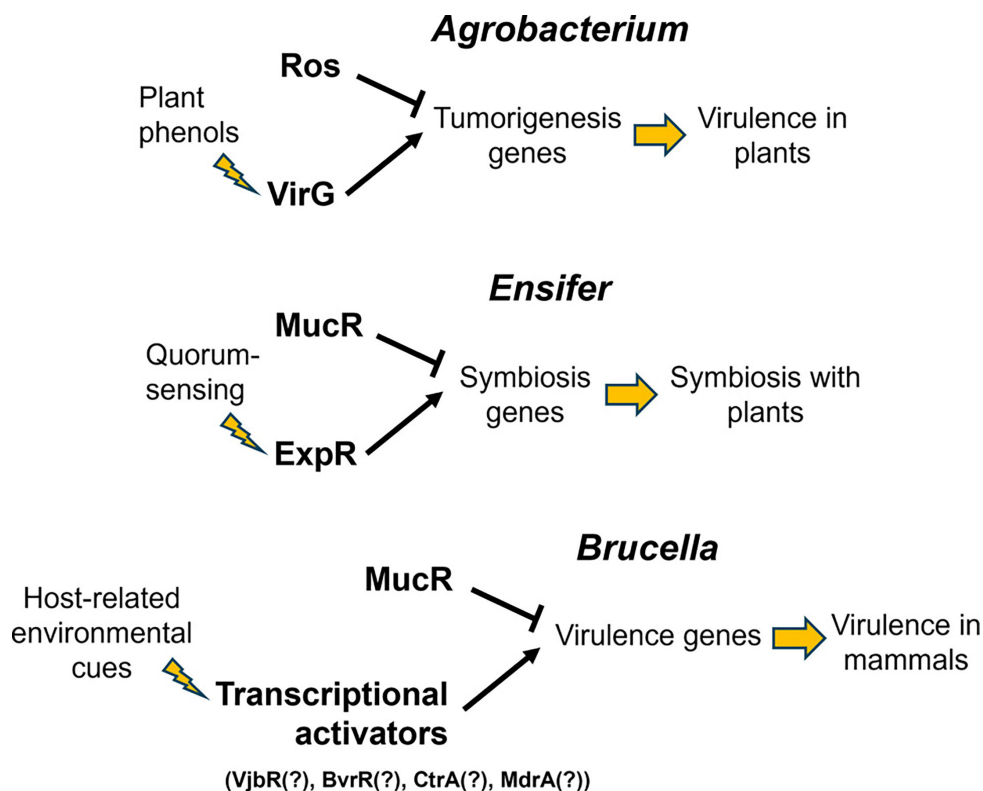 Agrobacterium
Ros
Plant
phenols
Tumorigenesis
genes
Virulence in
plants
VirG
Ensifer
MucR
Quorum-
sensing
Symbiosis
genes
Symbiosis with
plants
ExpR
Brucella
MucR
Host-related
environmental
cues
Virulence genes
Virulence in
mammals
Transcriptional
activators
(VjbR(?), BvrR(?), CtrA(?), MdrA(?))